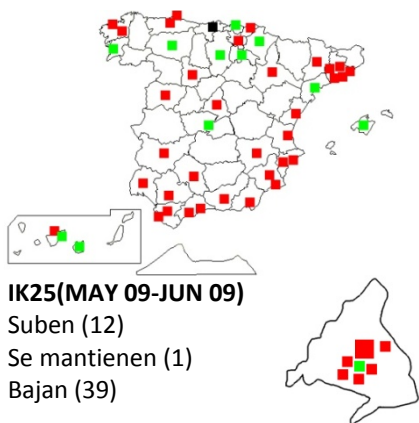 IK25(MAY 09-JUN 09)
Suben (12)
Se mantienen (1)
Bajan (39)